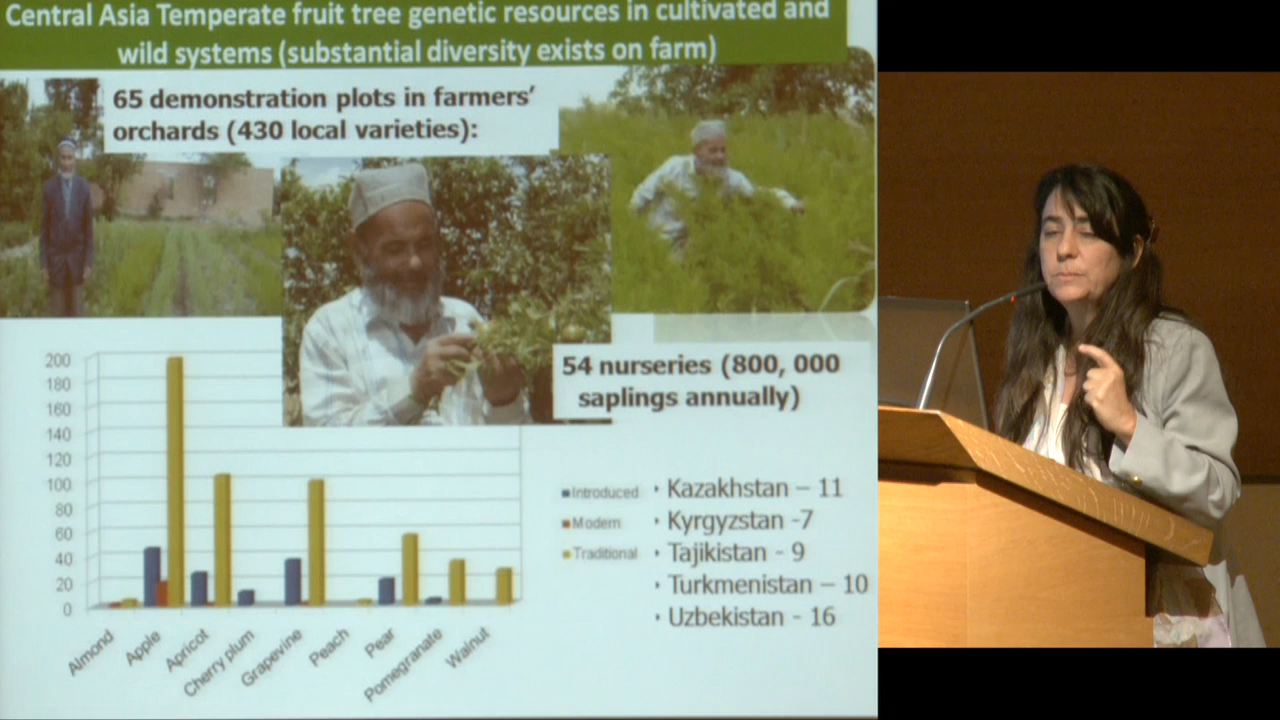 Central Asia Temperate fruit tree genetic resources in cultivated and
wild systems (substantial diversity exists on farm)
65 demonstration plots in farmers'
orchards (430 local varieties):
54 nurseries (800, 000
saplings annually)
200
180
160
140
120
100
80
60
40
20
0
Almond
Apple
Apricot
Cherry plum
Grapevine
Peach
Pear
Pomegranate
Walnut
Introduced
Modern
Traditional
Kazakhstan – 11
Kyrgyzstan -7
Tajikistan - 9
Turkmenistan – 10
Uzbekistan - 16